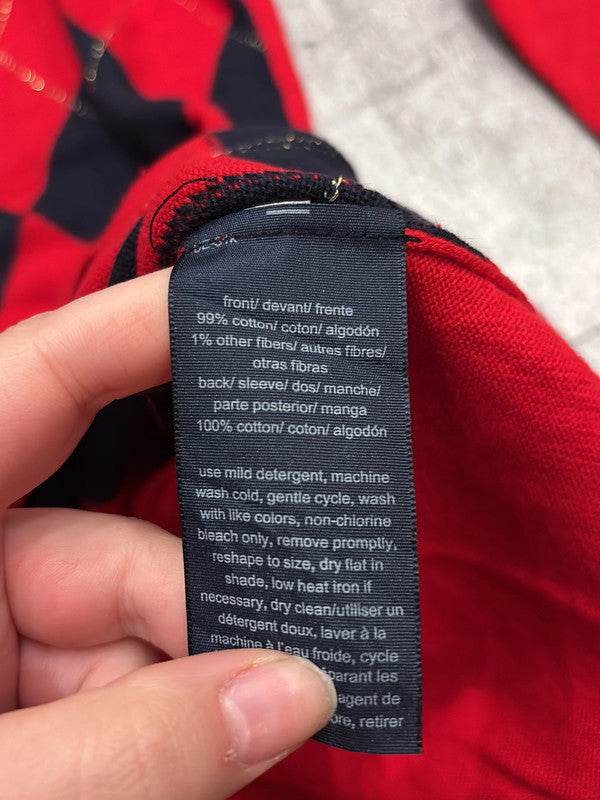 front/ devant/ frente
99% cotton/ coton/ algodón
1% other fibers/ autres fibres/
otras fibras
back/ sleeve/ dos/ manche/
parte posterior/ manga
100% cotton/ coton/ algodón
use mild detergent, machine
wash cold, gentle cycle, wash
with like colors, non-chlorine
bleach only, remove promptly,
reshape to size, dry flat in
shade, low heat iron if
necessary, dry clean/utiliser un
détergent doux, laver à la
machine à l'eau froide, cycle
agent de
retirer